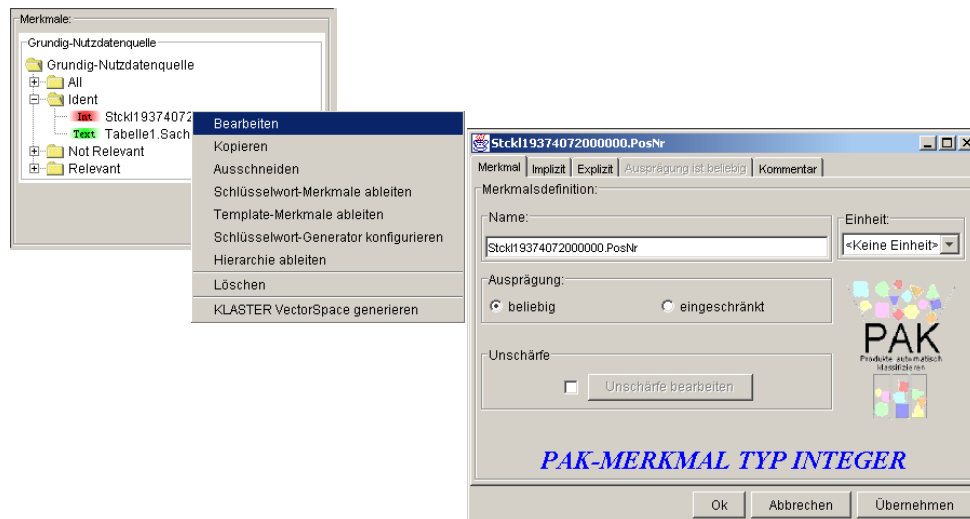 Merkmale:
Grundig-Nutzdatenquelle
Grundig-Nutzdatenquelle
All
Ident
Int Stckl19374072
Text Tabelle1.Sach
Not Relevant
Relevant
Bearbeiten
Kopieren
Ausschneiden
Schlüsselwort-Merkmale ableiten
Template-Merkmale ableiten
Schlüsselwort-Generator konfigurieren
Hierarchie ableiten
Löschen
KLASTER VectorSpace generieren
Stckl19374072000000.PosNr
Merkmal Implizit Explizit Ausprägung ist beliebig Kommentar
Merkmalsdefinition:
Name: Einheit:
Stckl19374072000000.PosNr <Keine Einheit>
Ausprägung:
beliebig eingeschränkt
PAK
Produkte automatisch
klassifizieren
Unschärfe
Unschärfe bearbeiten
PAK-MERKMAL TYP INTEGER
Ok Abbrechen Übernehmen